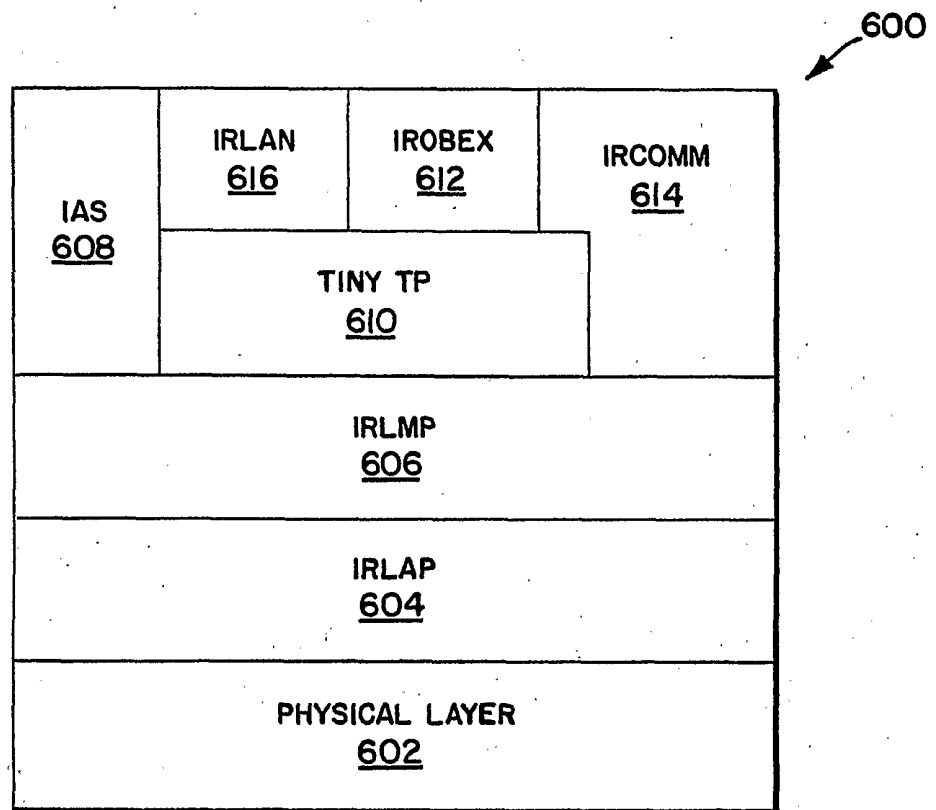 600
IAS
608
IRLAN
616
IROBEX
612
IRCOMM
614
TINY TP
610
IRLMP
606
IRLAP
604
PHYSICAL LAYER
602